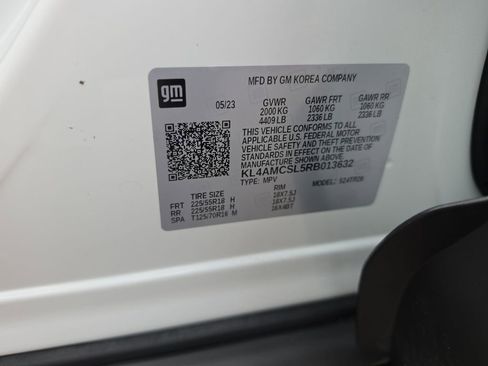 MFD BY GM KOREA COMPANY
gm
05/23 GVWR GAWR FRT GAWR RR
2000 KG 1060 KG 1060 KG
4409 LB 2336 LB 2336 LB
THIS VEHICLE CONFORMS TO ALL
APPLICABLE U.S. FEDERAL MOTOR
VEHICLE SAFETY AND THEFT PREVENTION
STANDARDS IN EFFECT ON THE DATE OF
MANUFACTURE SHOWN ABOVE.
KL4AMCSL5RB013632
TYPE: MPV MODEL:
TIRE SIZE RIM
FRT 225/55R18 H 18X7.5J
RR 225/55R18 H 18X7.5J
SPA T125/70R16 M 16X4BT